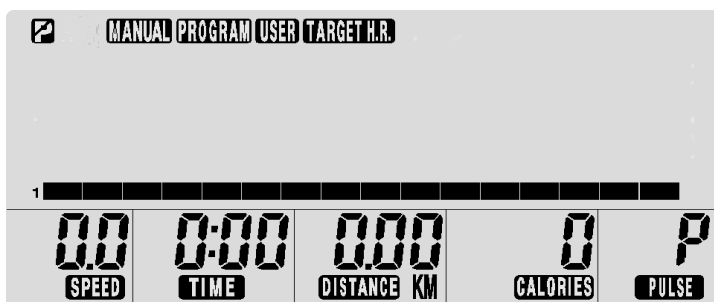 MANUAL PROGRAM USER TARGET H.R.
1
0.0 0:00 0.00 0 P
SPEED TIME DISTANCE KM CALORIES PULSE